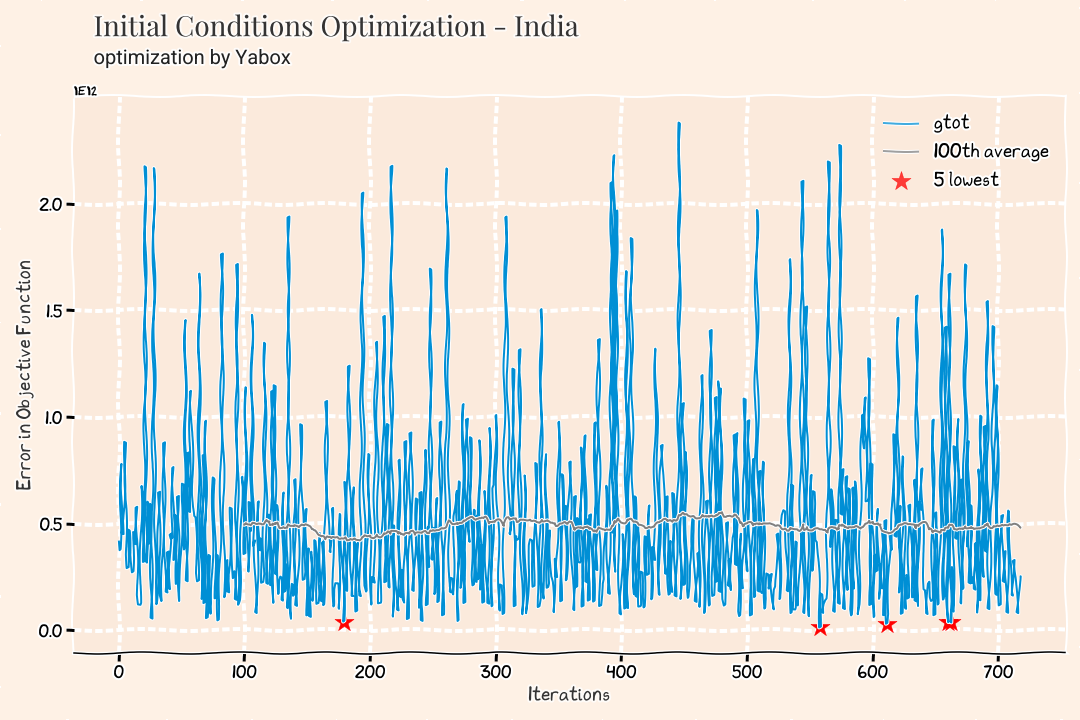 Initial Conditions Optimization - India
optimization by Yabox
1E12
gtot
100th average
5 lowest
2.0
1.5
1.0
0.5
0.0
Error in Objective Function
0 100 200 300 400 500 600 700
Iterations